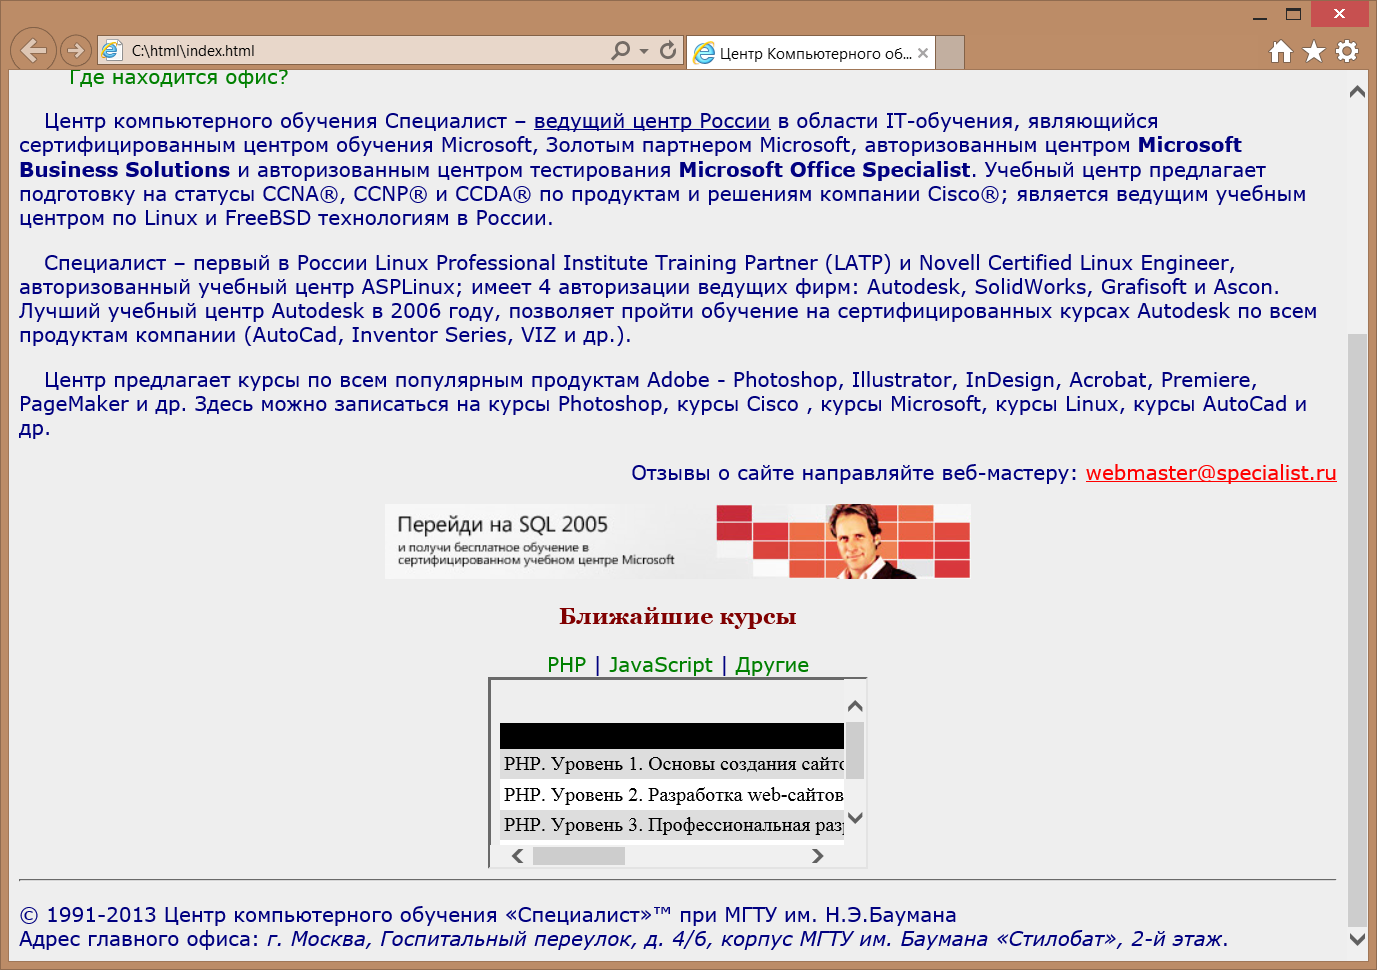 C:\html\index.html
Центр Компьютерного об...
Где находится офис?
Центр компьютерного обучения Специалист – ведущий центр России в области IT-обучения, являющийся
сертифицированным центром обучения Microsoft, Золотым партнером Microsoft, авторизованным центром Microsoft
Business Solutions и авторизованным центром тестирования Microsoft Office Specialist. Учебный центр предлагает
подготовку на статусы CCNA®, CCNP® и CCDA® по продуктам и решениям компании Cisco®; является ведущим учебным
центром по Linux и FreeBSD технологиям в России.
Специалист – первый в России Linux Professional Institute Training Partner (LATP) и Novell Certified Linux Engineer,
авторизованный учебный центр ASPLinux; имеет 4 авторизации ведущих фирм: Autodesk, SolidWorks, Grafisoft и Ascon.
Лучший учебный центр Autodesk в 2006 году, позволяет пройти обучение на сертифицированных курсах Autodesk по всем
продуктам компании (AutoCad, Inventor Series, VIZ и др.).
Центр предлагает курсы по всем популярным продуктам Adobe - Photoshop, Illustrator, InDesign, Acrobat, Premiere,
PageMaker и др. Здесь можно записаться на курсы Photoshop, курсы Cisco , курсы Microsoft, курсы Linux, курсы AutoCad и
др.
Отзывы о сайте направляйте веб-мастеру: webmaster@specialist.ru
Перейди на SQL 2005
и получи бесплатное обучение в
сертифицированном учебном центре Microsoft
Ближайшие курсы
PHP | JavaScript | Другие
PHP. Уровень 1. Основы создания сайто
PHP. Уровень 2. Разработка web-сайтов
PHP. Уровень 3. Профессиональная раз
© 1991-2013 Центр компьютерного обучения «Специалист»™ при МГТУ им. Н.Э.Баумана
Адрес главного офиса: г. Москва, Госпитальный переулок, д. 4/6, корпус МГТУ им. Баумана «Стилобат», 2-й этаж.